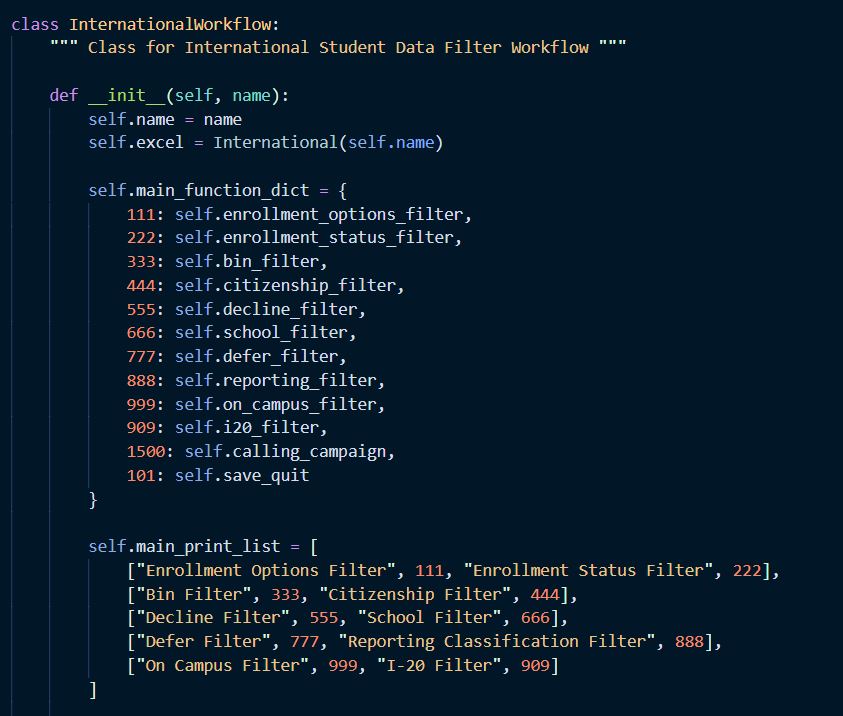 class InternationalWorkflow:
    """ Class for International Student Data Filter Workflow """
    def __init__(self, name):
        self.name = name
        self.excel = International(self.name)
        self.main_function_dict = {
            111: self.enrollment_options_filter,
            222: self.enrollment_status_filter,
            333: self.bin_filter,
            444: self.citizenship_filter,
            555: self.decline_filter,
            666: self.school_filter,
            777: self.defer_filter,
            888: self.reporting_filter,
            999: self.on_campus_filter,
            909: self.i20_filter,
            1500: self.calling_campaign,
            101: self.save_quit
        }
        self.main_print_list = [
            ["Enrollment Options Filter", 111, "Enrollment Status Filter", 222],
            ["Bin Filter", 333, "Citizenship Filter", 444],
            ["Decline Filter", 555, "School Filter", 666],
            ["Defer Filter", 777, "Reporting Classification Filter", 888],
            ["On Campus Filter", 999, "I-20 Filter", 909]
        ]